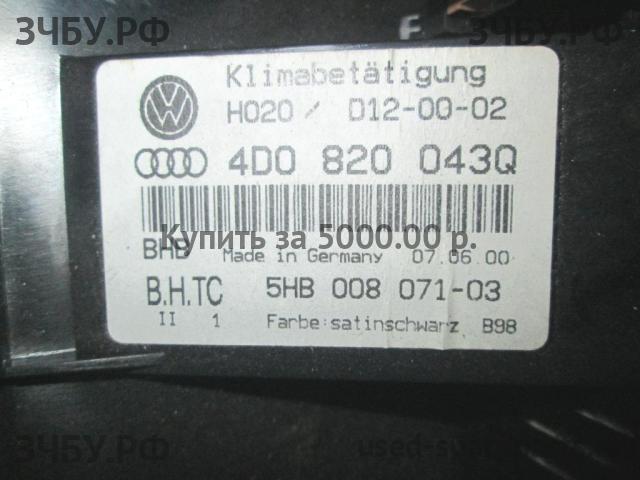 ЗЧБУ.РФ
ЗЧБУ.РФ
F
Klimabetätigung
H020 / D12-00-02
4D0 820 043Q
Купить за 5000.00 р.
BHB Made in Germany 07.06.00
B.H.TC 5HB 008 071-03
II 1 Farbe:satinschwarz B98
ЗЧБУ.РФ